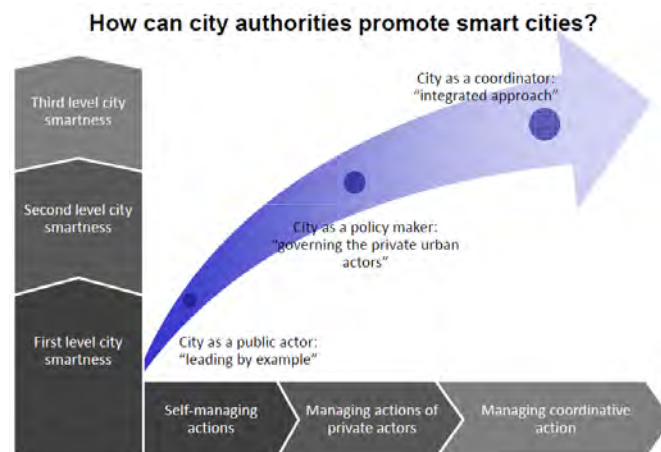 How can city authorities promote smart cities?
City as a coordinator:
"integrated approach"
Third level city
smartness
Second level city
smartness
City as a policy maker:
"governing the private urban
actors"
First level city
smartness
City as a public actor:
"leading by example"
Self-managing
actions
Managing actions of
private actors
Managing coordinative
action